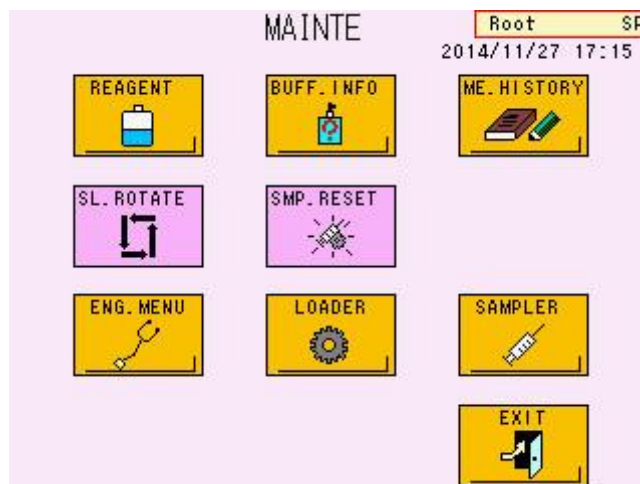 MAINTE
Root SP
2014/11/27 17:15
REAGENT
BUFF.INFO
ME.HISTORY
SL.ROTATE
SMP.RESET
ENG.MENU
LOADER
SAMPLER
EXIT